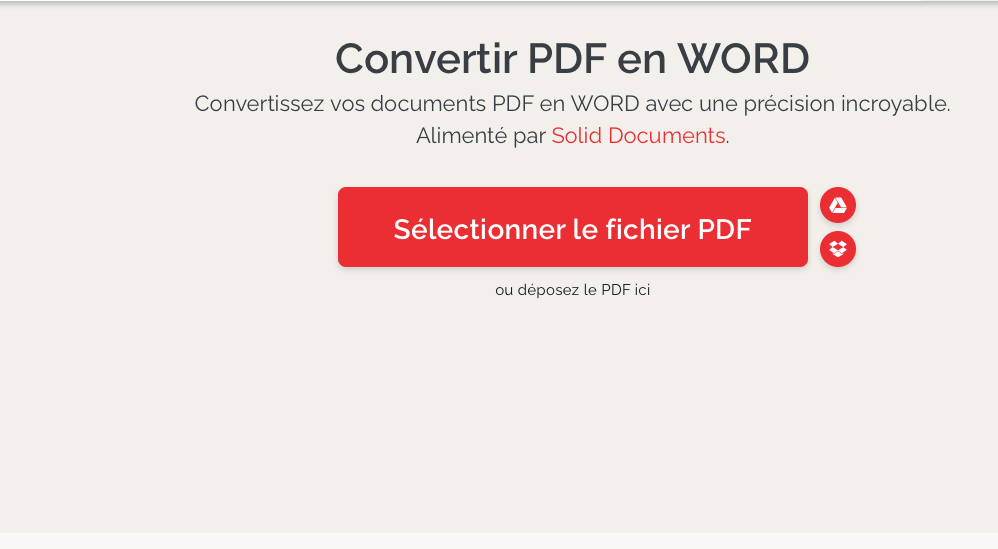 Convertir PDF en WORD
Convertissez vos documents PDF en WORD avec une précision incroyable.
Alimenté par Solid Documents.
Sélectionner le fichier PDF
ou déposez le PDF ici